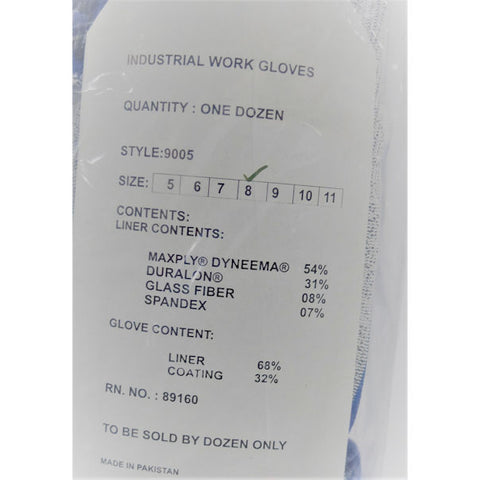 INDUSTRIAL WORK GLOVES
QUANTITY : ONE DOZEN
STYLE:9005
SIZE: 5 6 7 8 9 10 11
CONTENTS:
LINER CONTENTS:
MAXPLY® DYNEEMA® 54%
DURALON® 31%
GLASS FIBER 08%
SPANDEX 07%
GLOVE CONTENT:
LINER 68%
COATING 32%
RN. NO. : 89160
TO BE SOLD BY DOZEN ONLY
MADE IN PAKISTAN